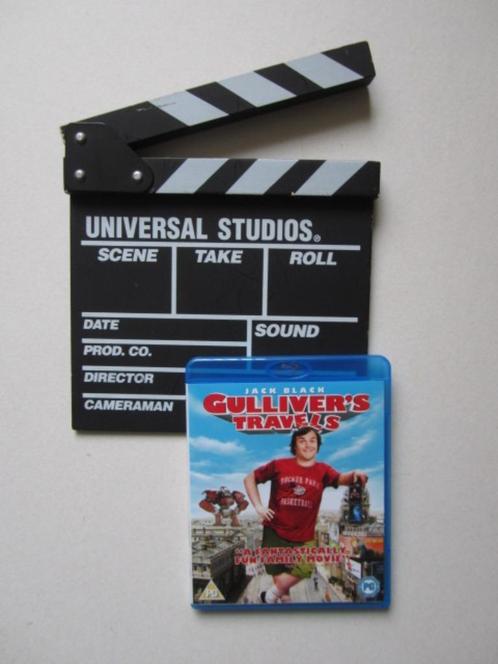 UNIVERSAL STUDIOS®
SCENE TAKE ROLL
DATE
SOUND
PROD. CO.
DIRECTOR
CAMERAMAN
JACK BLACK
GULLIVER'S
TRAVELS
BASKETBALL
"A FANTASTICALLY
FUN FAMILY MOVIE"
PG
PG